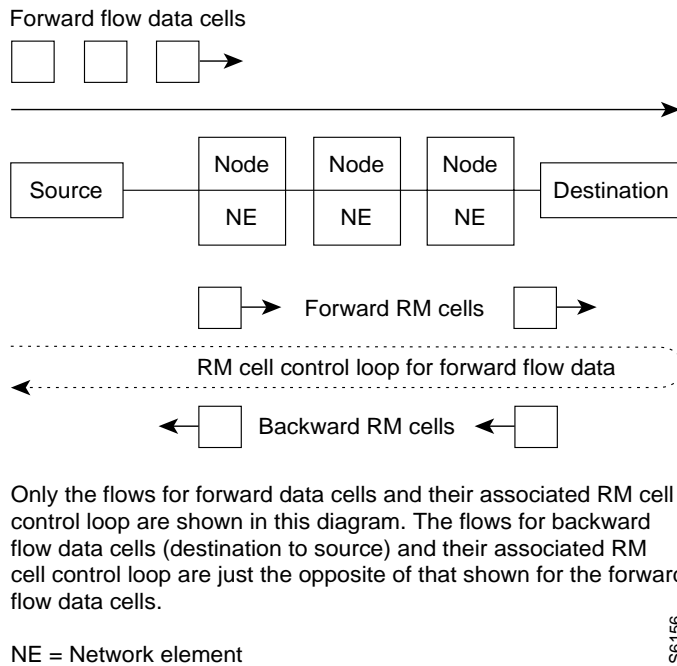 Forward flow data cells
Source
Node
Node
Node
NE
NE
NE
Destination
Forward RM cells
RM cell control loop for forward flow data
Backward RM cells
Only the flows for forward data cells and their associated RM cell
control loop are shown in this diagram. The flows for backward
flow data cells (destination to source) and their associated RM
cell control loop are just the opposite of that shown for the forward
flow data cells.
NE = Network element
S6156